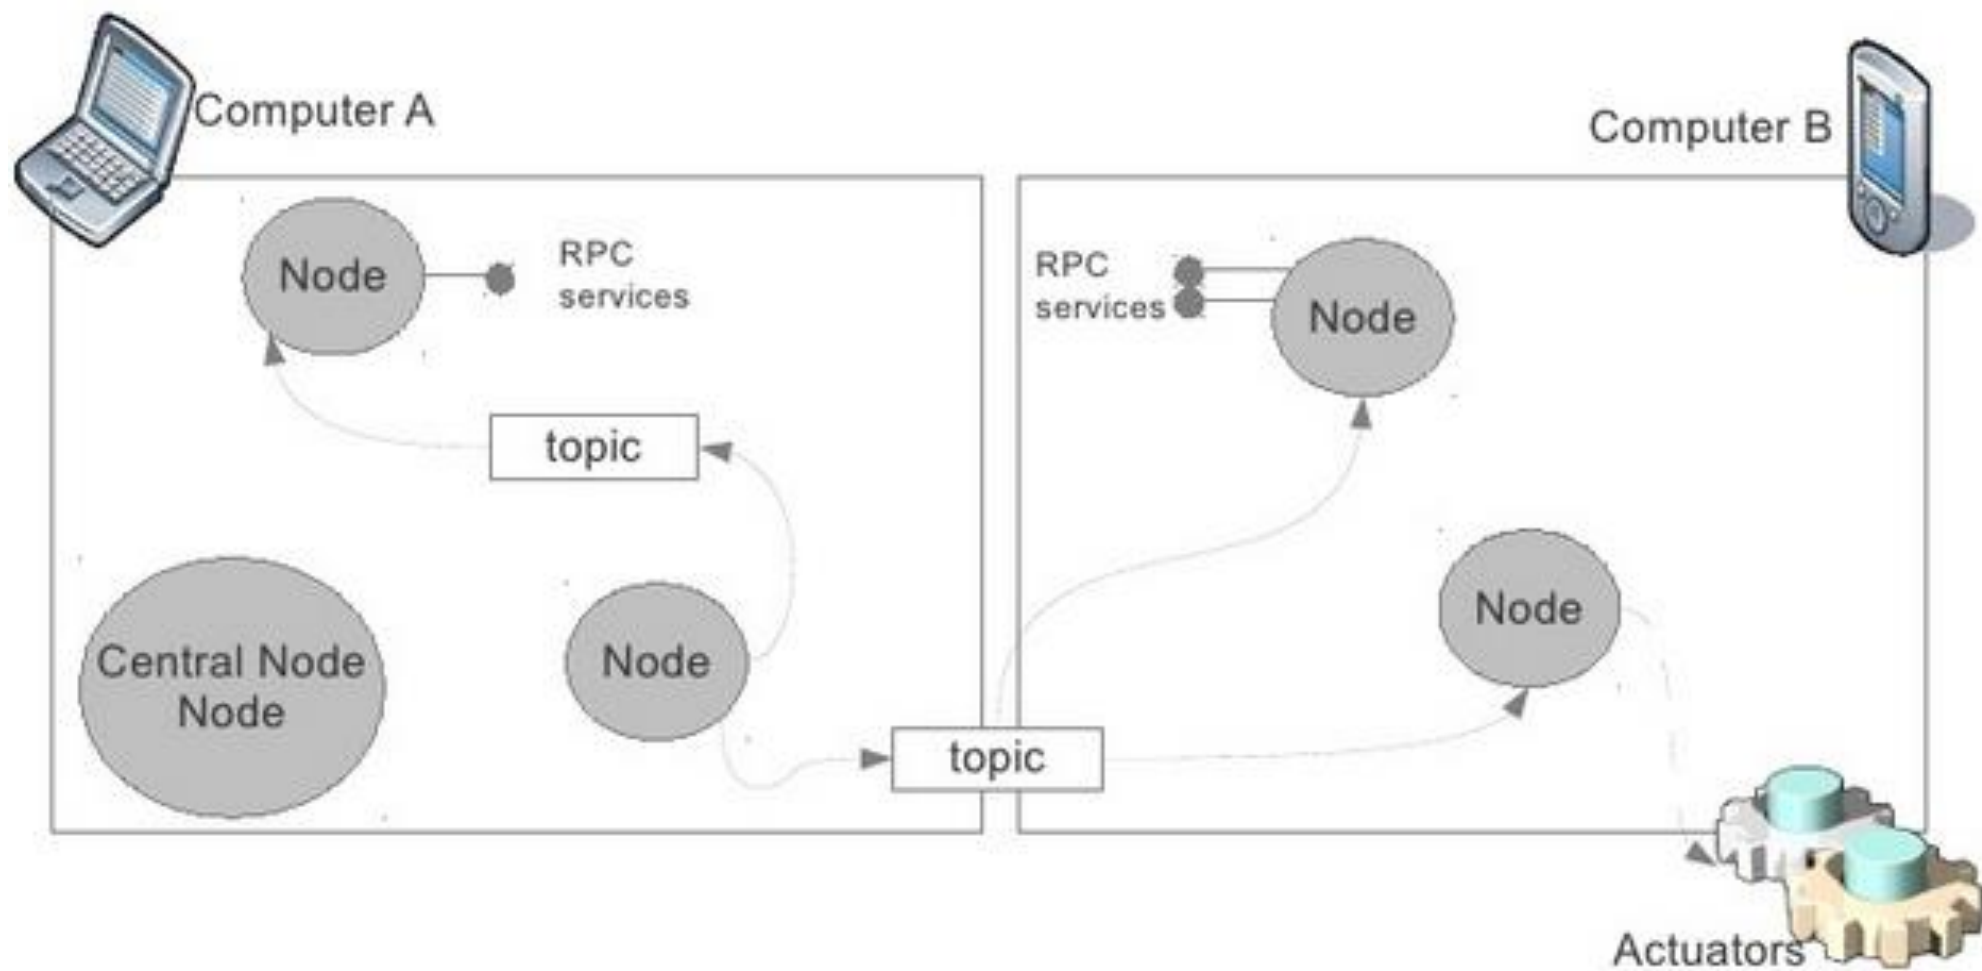 Computer A
Computer B
Node
RPC
services
RPC
services
Node
topic
Node
Central Node
Node
Node
topic
Actuators